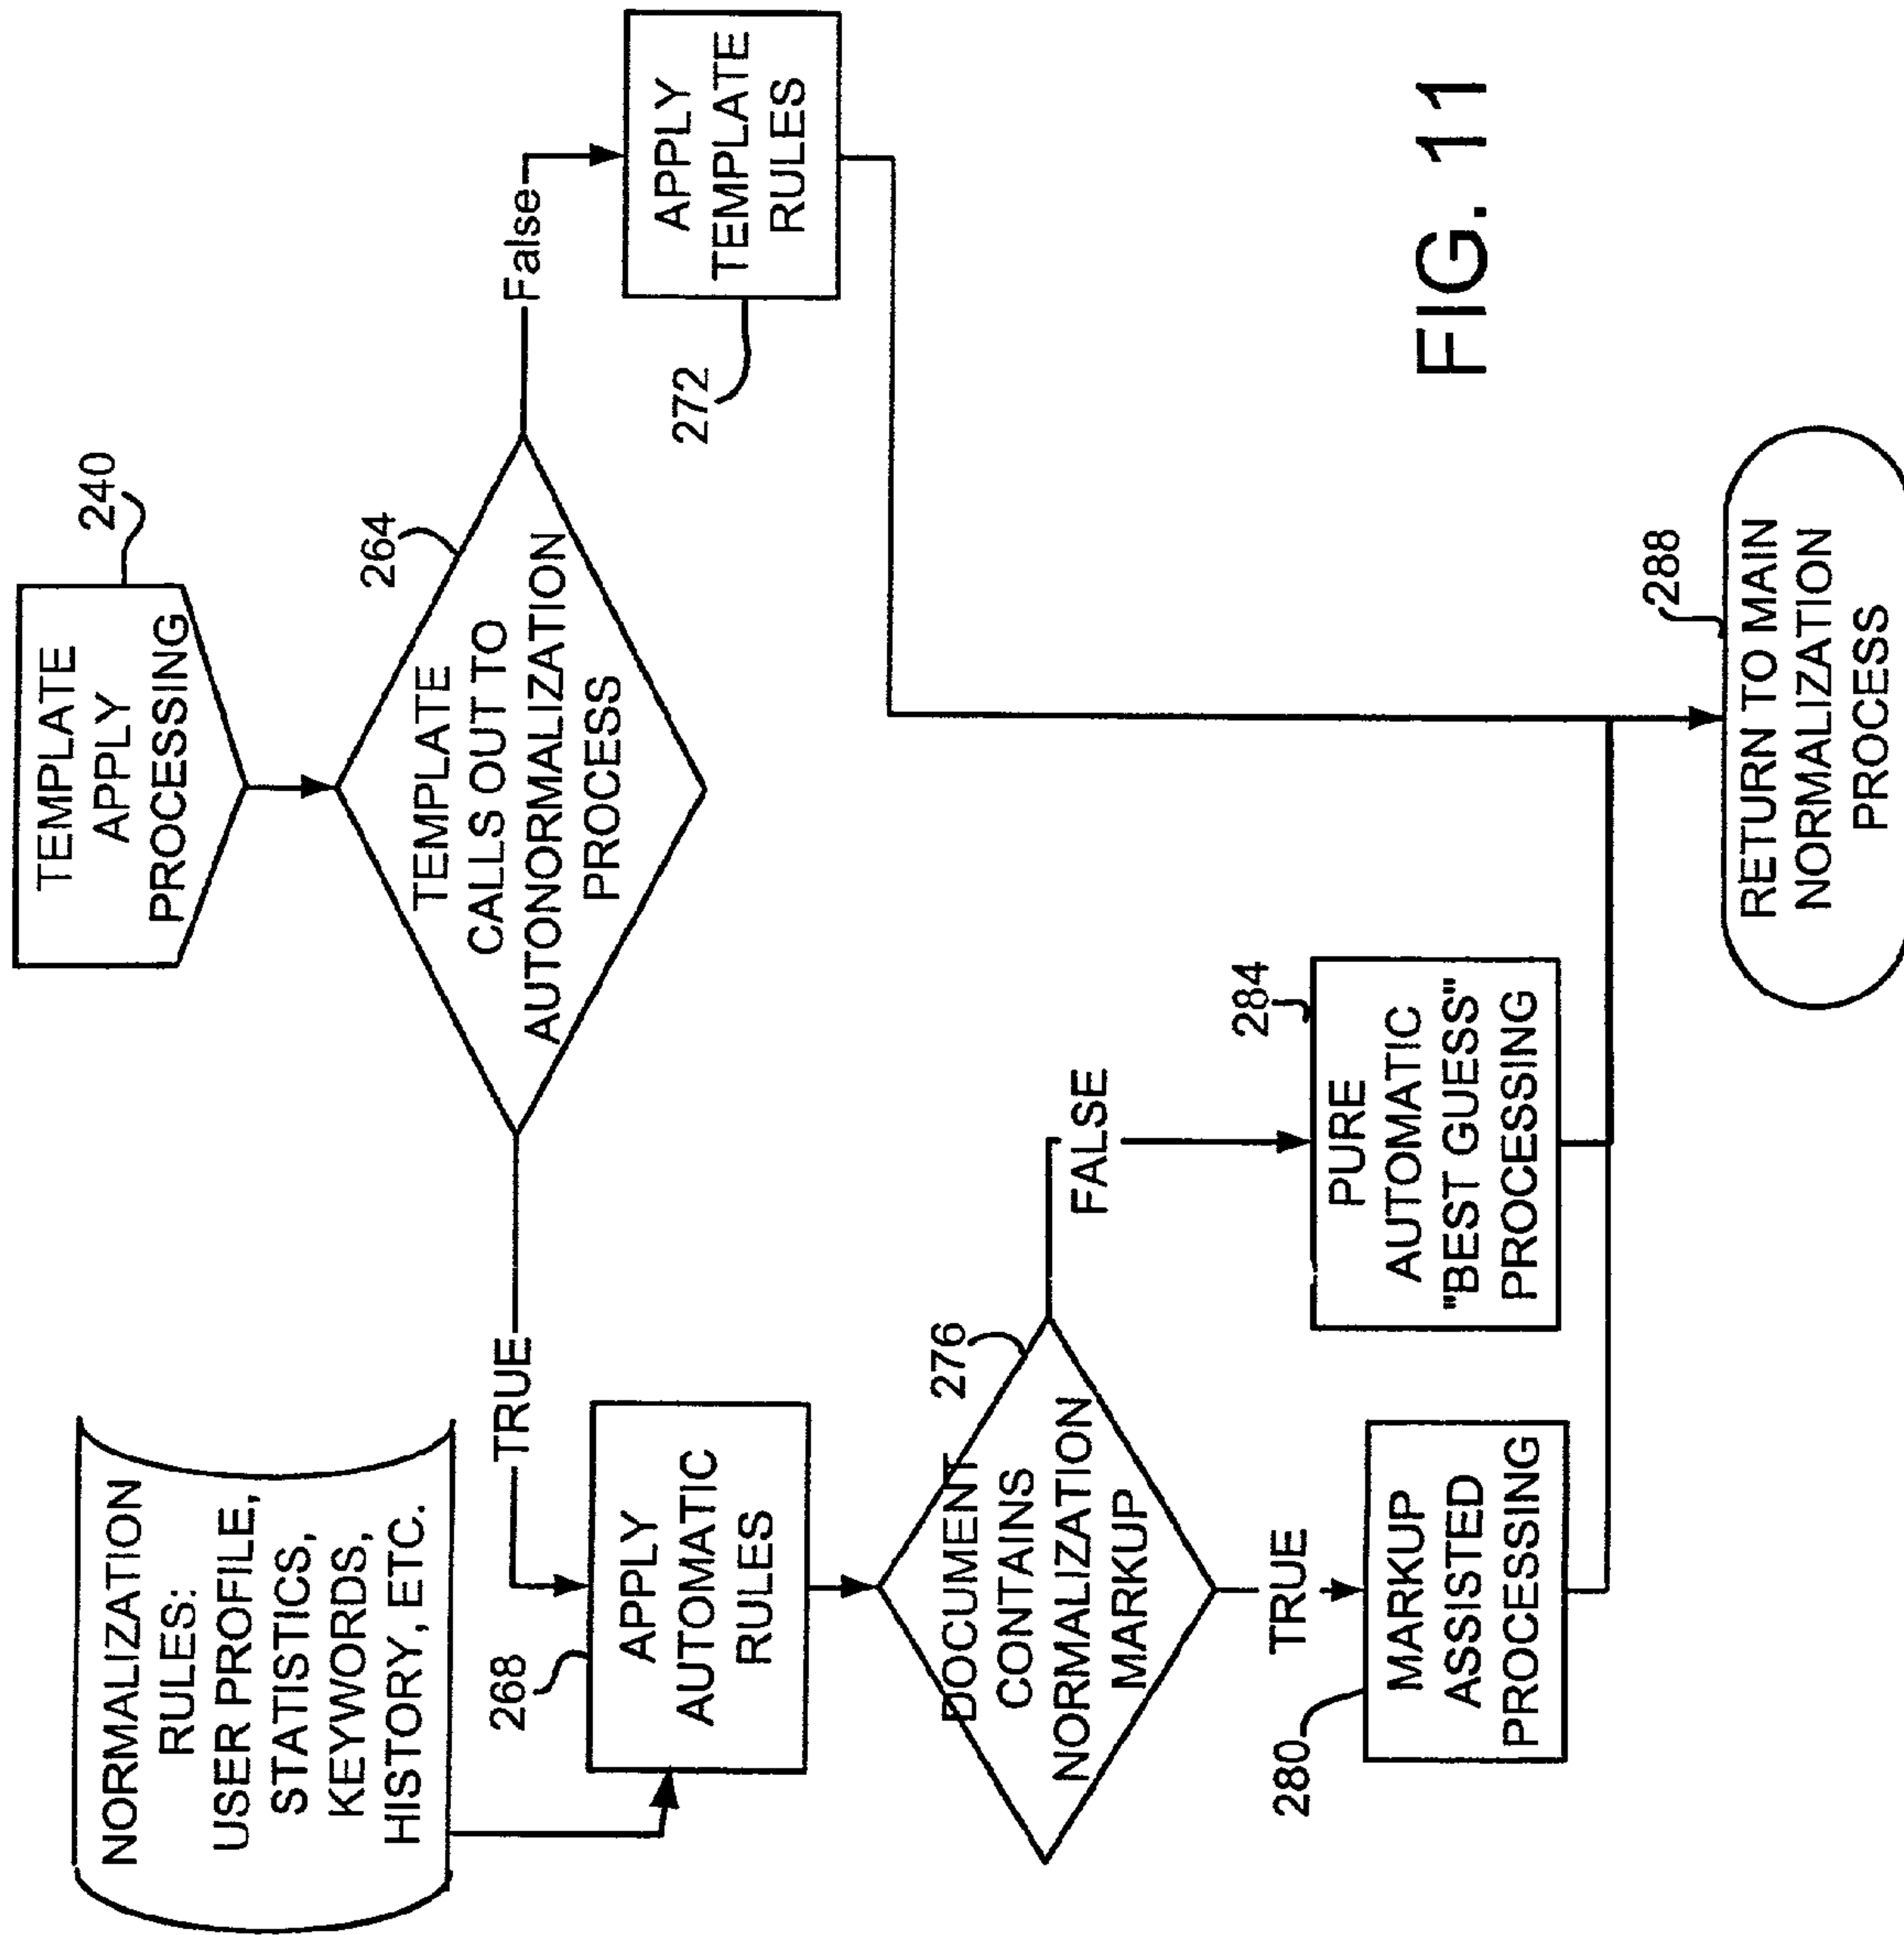 TEMPLATE
APPLY
PROCESSING
240
NORMALIZATION
RULES:
USER PROFILE,
STATISTICS,
KEYWORDS,
HISTORY, ETC.
TEMPLATE
CALLS OUT TO
AUTONORMALIZATION
PROCESS
264
TRUE
False
268
APPLY
AUTOMATIC
RULES
272
APPLY
TEMPLATE
RULES
DOCUMENT
CONTAINS
NORMALIZATION
MARKUP
276
FALSE
TRUE
280
MARKUP
ASSISTED
PROCESSING
284
PURE
AUTOMATIC
"BEST GUESS"
PROCESSING
288
RETURN TO MAIN
NORMALIZATION
PROCESS
FIG. 11